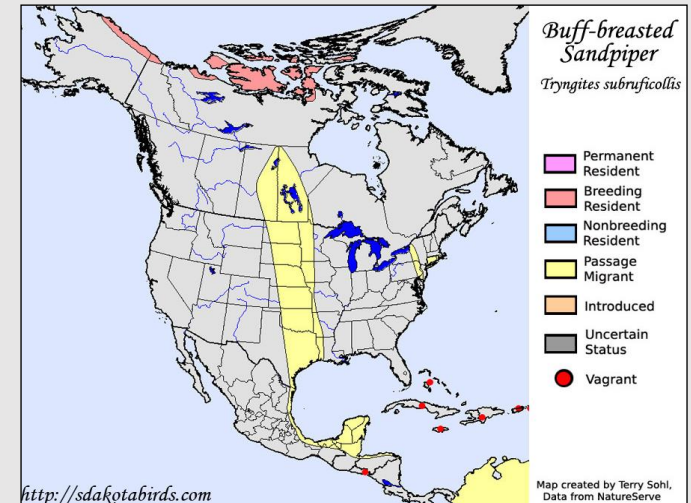 Buff-breasted
Sandpiper
Tryngites subruficollis
Permanent
Resident
Breeding
Resident
Nonbreeding
Resident
Passage
Migrant
Introduced
Uncertain
Status
Vagrant
http://sdakotabirds.com
Map created by Terry Sohl,
Data from NatureServe